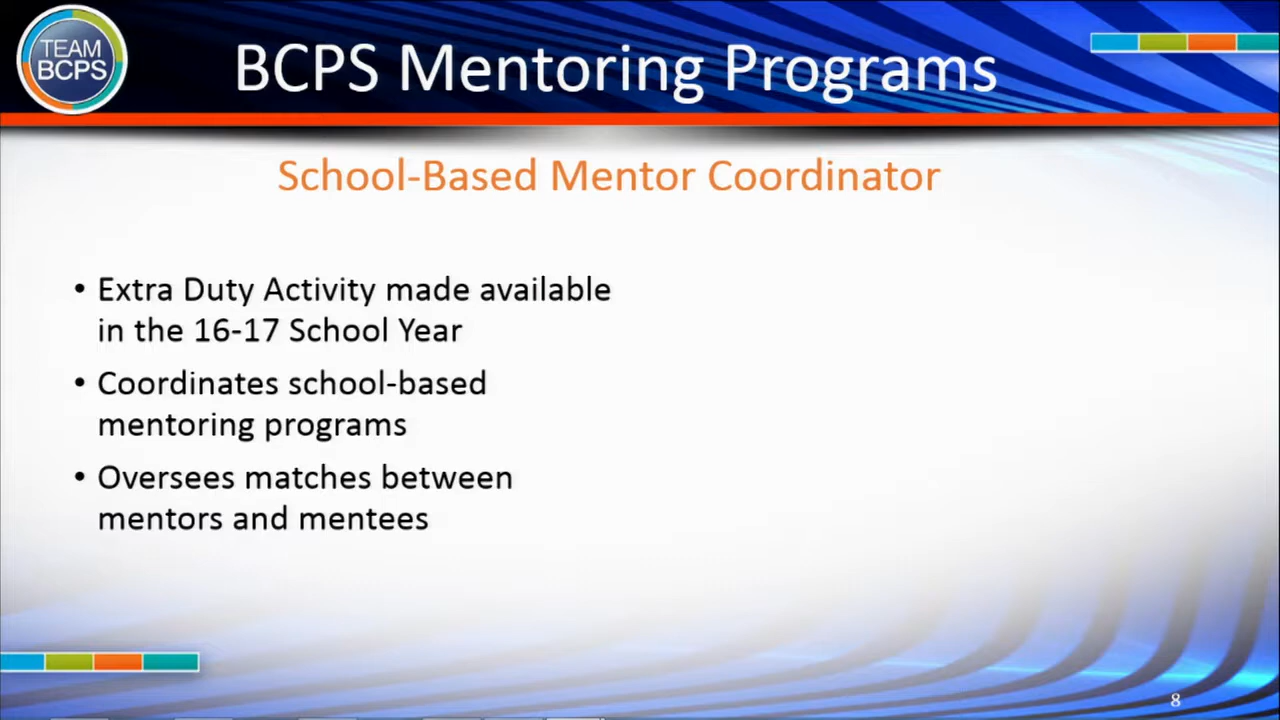 TEAM
BCPS
BCPS Mentoring Programs
School-Based Mentor Coordinator
• Extra Duty Activity made available
in the 16-17 School Year
• Coordinates school-based
mentoring programs
• Oversees matches between
mentors and mentees
8